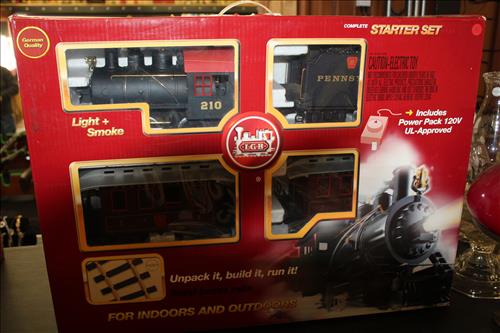 German
Quality
COMPLETE STARTER SET
CAUTION-ELECTRIC TOY
PENNSY
210
Light +
Smoke
LGB
®
Includes
Power Pack 120V
UL-Approved
Unpack it, build it, run it!
FOR INDOORS AND OUTDOORS